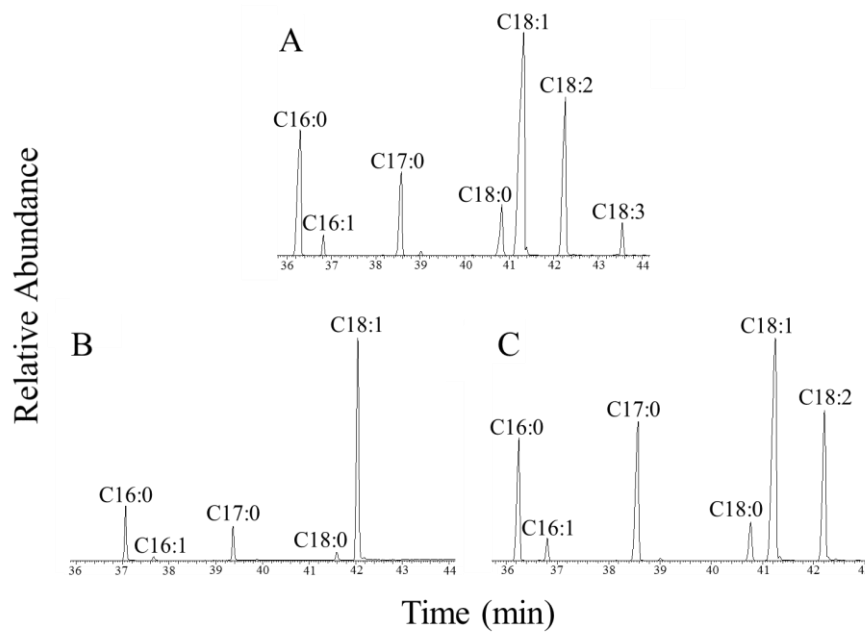 A
C16:0
C16:1
C17:0
C18:0
C18:1
C18:2
C18:3
36 37 38 39 40 41 42 43 44
Relative Abundance
B
C16:0
C16:1
C17:0
C18:0
C18:1
36 37 38 39 40 41 42 43 44
C
C16:0
C16:1
C17:0
C18:0
C18:1
C18:2
36 37 38 39 40 41 42
Time (min)